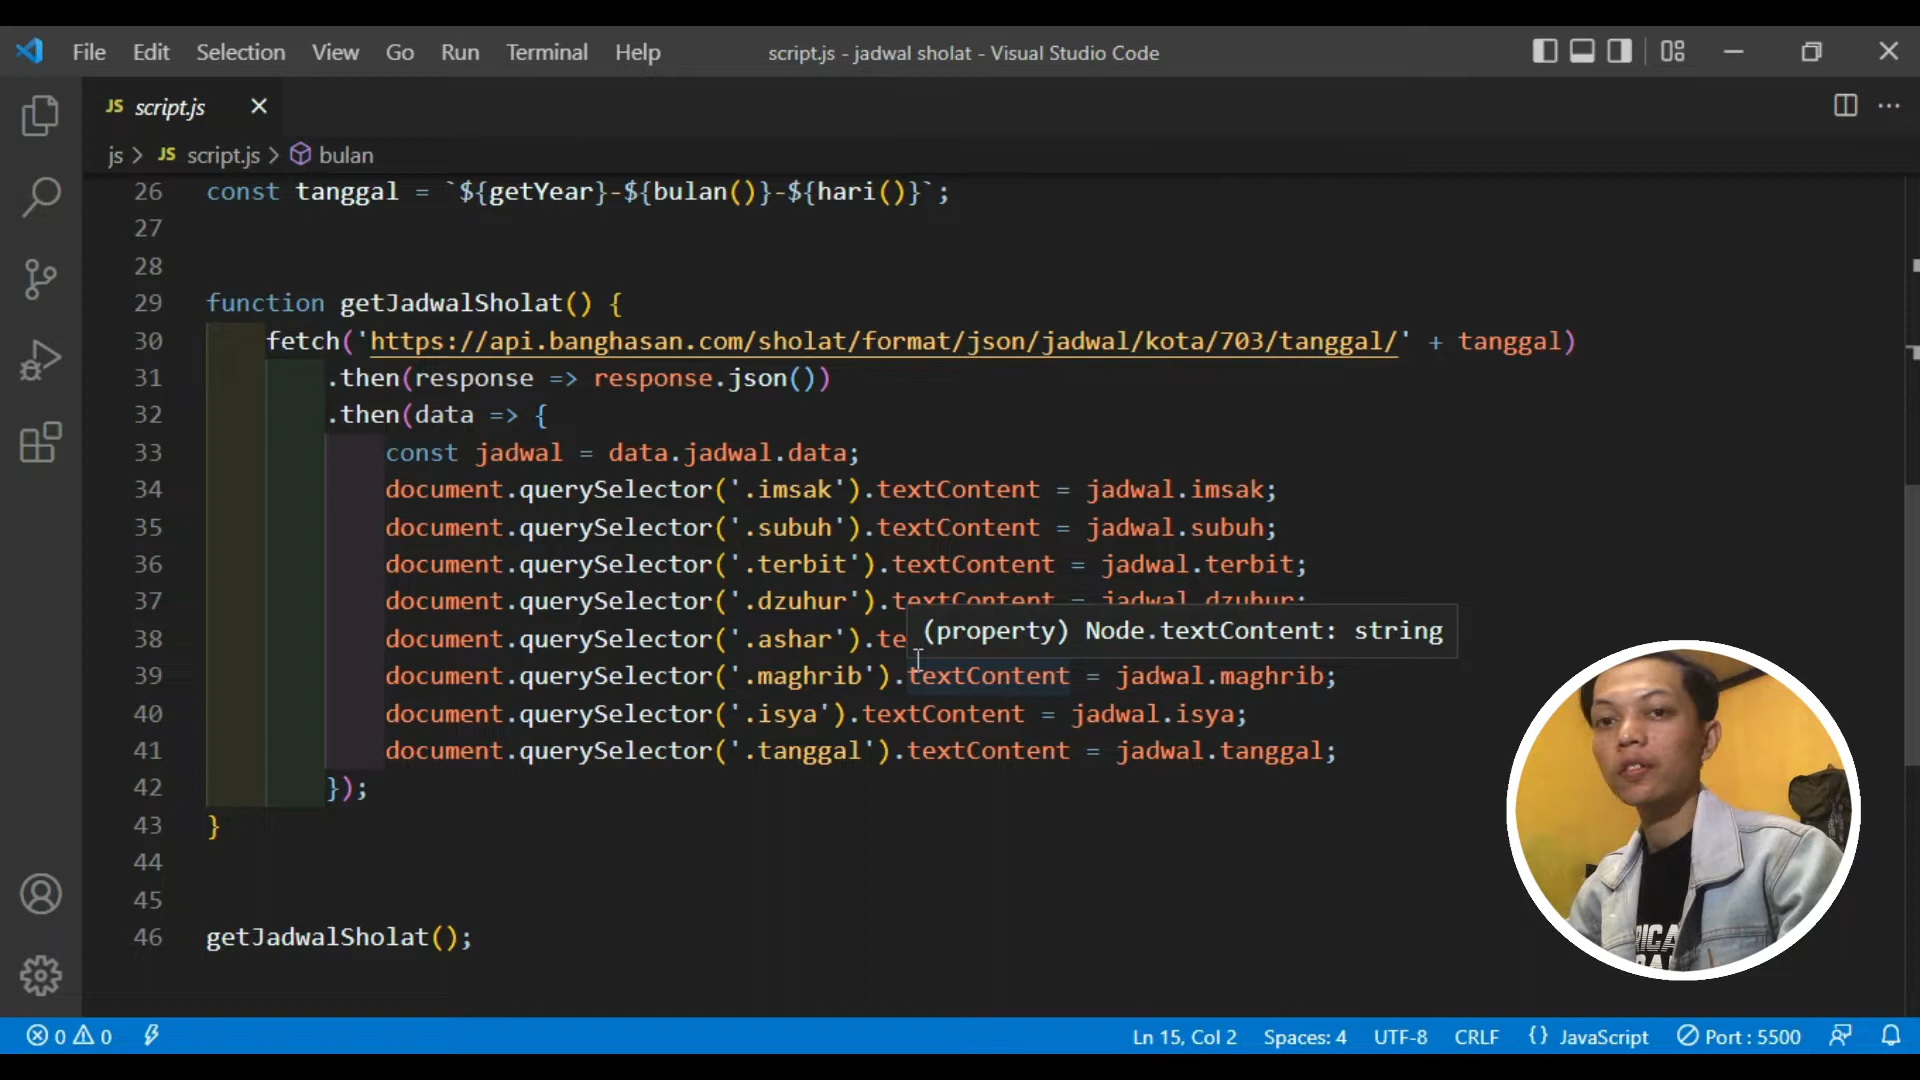 File Edit Selection View Go Run Terminal Help script.js - jadwal sholat - Visual Studio Code
JS script.js
js > JS script.js > bulan
26 const tanggal = `${getYear}-${bulan()}-${hari()}`;
27
28
29 function getJadwalSholat() {
30 fetch('https://api.banghasan.com/sholat/format/json/jadwal/kota/703/tanggal/' + tanggal)
31 .then(response => response.json())
32 .then(data => {
33 const jadwal = data.jadwal.data;
34 document.querySelector('.imsak').textContent = jadwal.imsak;
35 document.querySelector('.subuh').textContent = jadwal.subuh;
36 document.querySelector('.terbit').textContent = jadwal.terbit;
37 document.querySelector('.dzuhur').textContent = jadwal.dzuhur;
(property) Node.textContent: string
38 document.querySelector('.ashar').te
39 document.querySelector('.maghrib').textContent = jadwal.maghrib;
40 document.querySelector('.isya').textContent = jadwal.isya;
41 document.querySelector('.tanggal').textContent = jadwal.tanggal;
42 });
43 }
44
45
46 getJadwalSholat();
0 0 Ln 15, Col 2 Spaces: 4 UTF-8 CRLF {} JavaScript Port : 5500